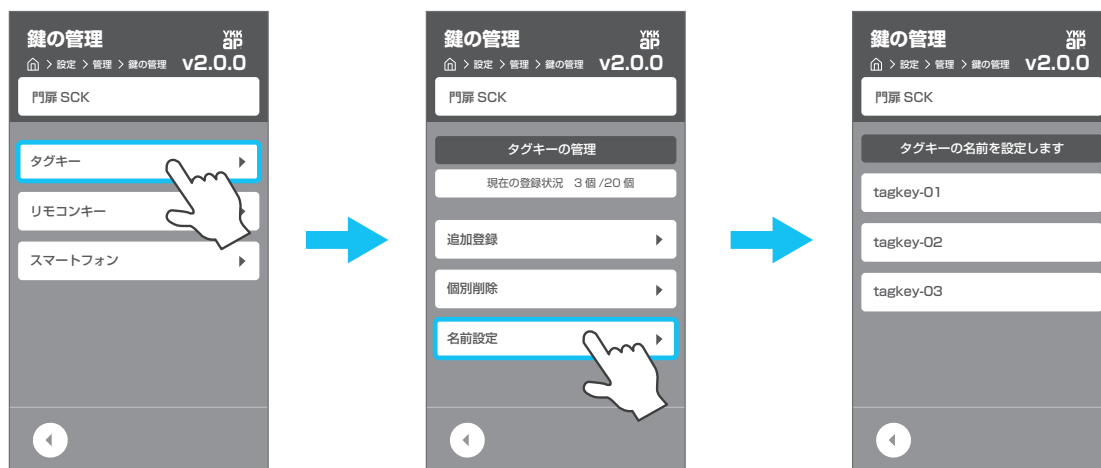 鍵の管理
YKK
ap
設定 > 管理 > 鍵の管理 v2.0.0
門扉 SCK
タグキー
リモコンキー
スマートフォン
鍵の管理
YKK
ap
設定 > 管理 > 鍵の管理 v2.0.0
門扉 SCK
タグキーの管理
現在の登録状況 3 個 /20 個
追加登録
個別削除
名前設定
鍵の管理
YKK
ap
設定 > 管理 > 鍵の管理 v2.0.0
門扉 SCK
タグキーの名前を設定します
tagkey-01
tagkey-02
tagkey-03